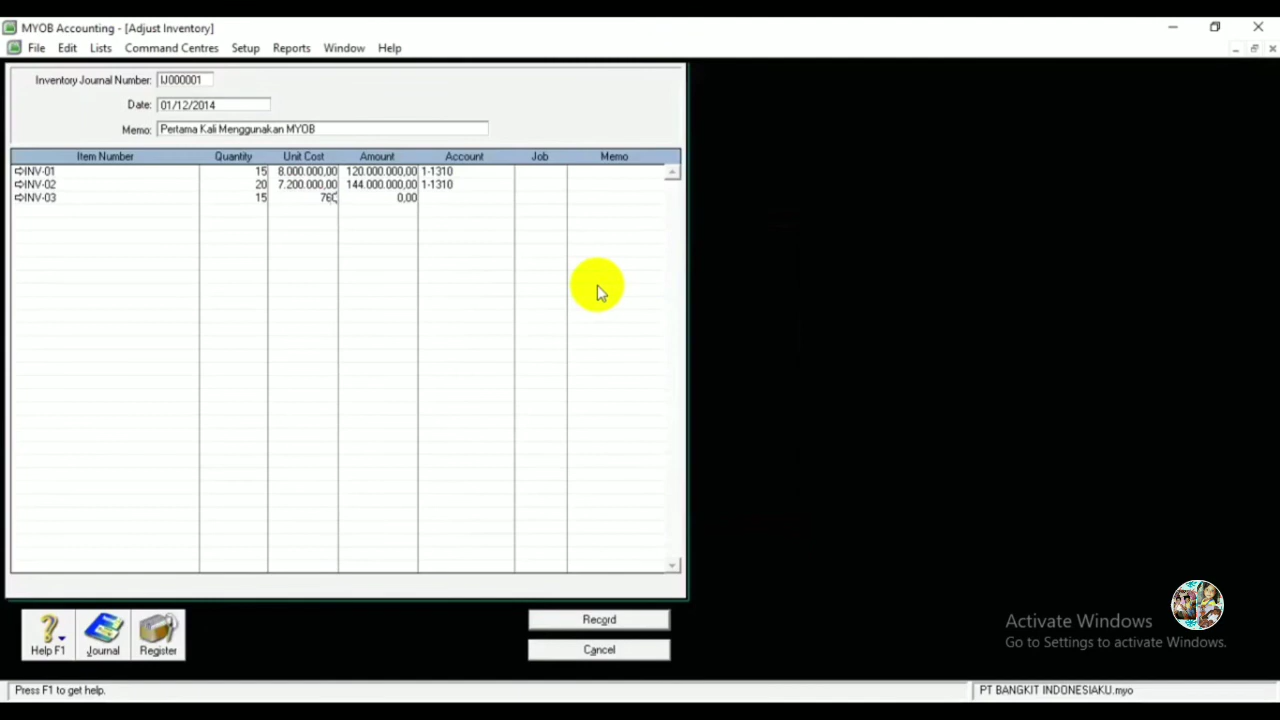 MYOB Accounting - [Adjust Inventory]
File Edit Lists Command Centres Setup Reports Window Help
Inventory Journal Number: IJ000001
Date: 01/12/2014
Memo: Pertama Kali Menggunakan MYOB
Item Number Quantity Unit Cost Amount Account Job Memo
INV-01 15 8.000.000,00 120.000.000,00 1-1310
INV-02 20 7.200.000,00 144.000.000,00 1-1310
INV-03 15 760 0,00
Record
Help F1 Journal Register
Cancel
Activate Windows
Go to Settings to activate Windows.
Press F1 to get help.
PT BANGKIT INDONESIAKU.myo